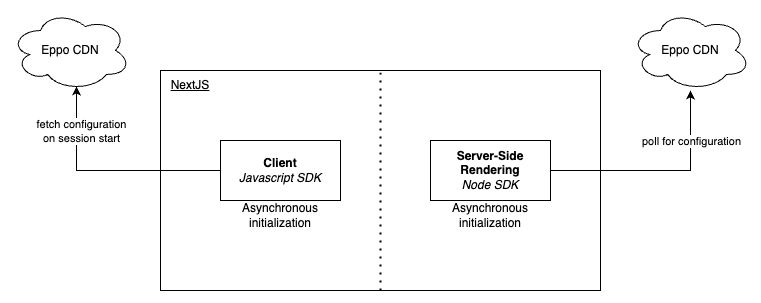 Eppo CDN
Eppo CDN
NextJS
fetch configuration
on session start
poll for configuration
Client
Javascript SDK
Server-Side
Rendering
Node SDK
Asynchronous
initialization
Asynchronous
initialization